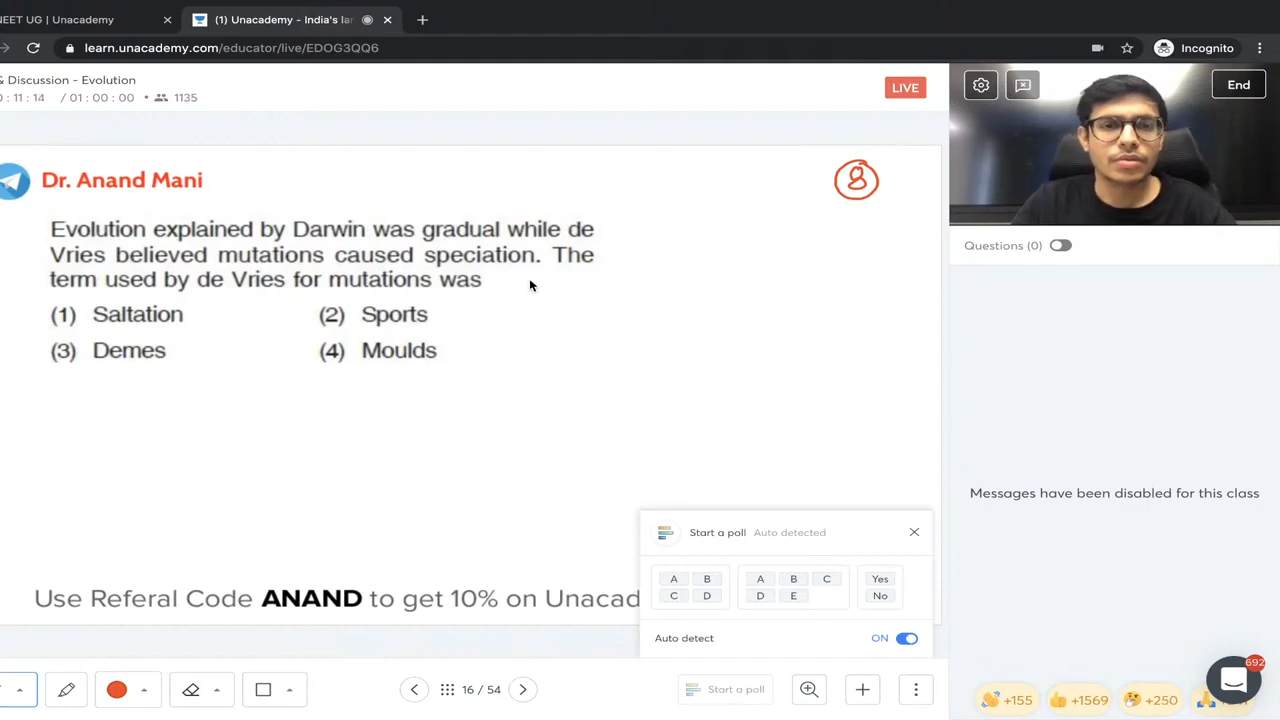 NEET UG | Unacademy
(1) Unacademy - India's lar
learn.unacademy.com/educator/live/EDOG3QQ6
Incognito
& Discussion - Evolution
: 11 : 14 / 01 : 00 : 00 • 1135
LIVE
End
Dr. Anand Mani
8
Evolution explained by Darwin was gradual while de
Vries believed mutations caused speciation. The
term used by de Vries for mutations was
(1) Saltation (2) Sports
(3) Demes (4) Moulds
Questions (0)
Messages have been disabled for this class
Start a poll Auto detected
A B A B C Yes
C D D E No
Use Referal Code ANAND to get 10% on Unacad
Auto detect ON
16 / 54
Start a poll
692
+155 +1569 +250